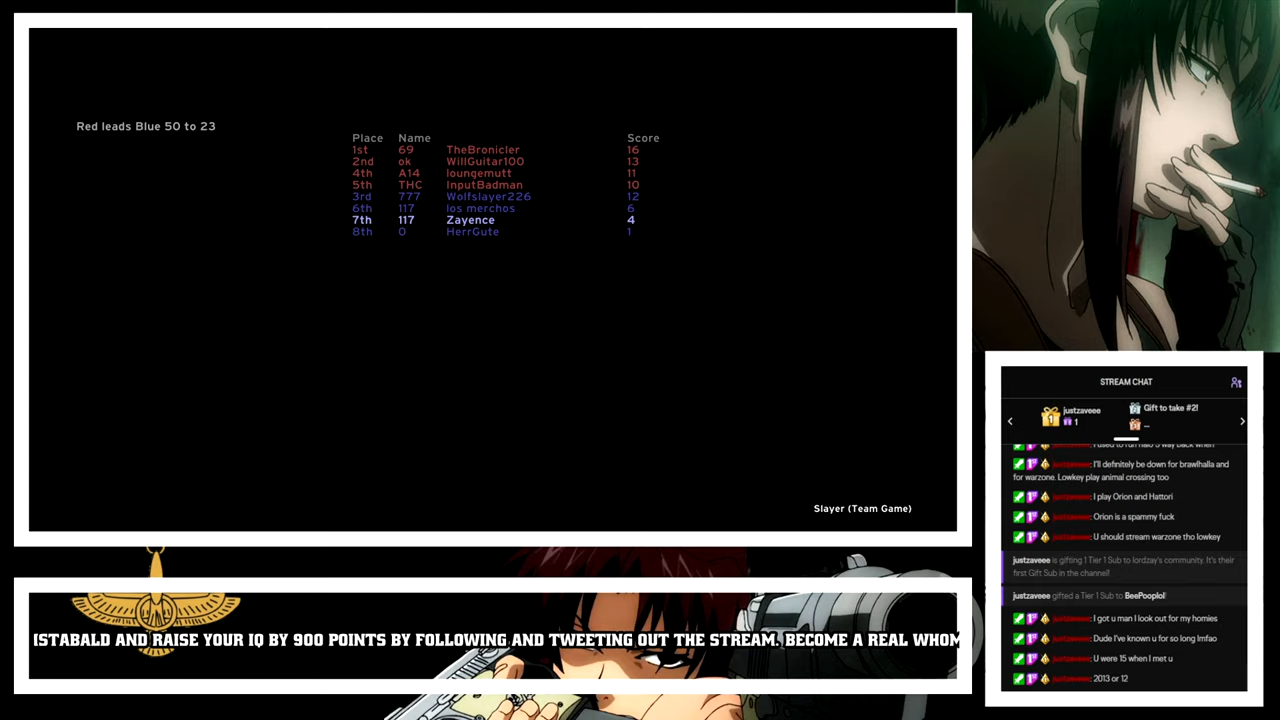 Red leads Blue 50 to 23
Place Name Score
1st 69 TheBronicler 16
2nd ok WillGuitar100 13
4th A14 loungemutt 11
5th THC InputBadman 10
3rd 777 Wolfslayer226 12
6th 117 los merchos 6
7th 117 Zayence 4
8th 0 HerrGute 1
Slayer (Team Game)
STREAM CHAT
justzaveee
1
1
Gift to take #2!
...
I'll definitely be down for brawlhalla and
for warzone. Lowkey play animal crossing too
I play Orion and Hattori
Orion is a spammy fuck
U should stream warzone tho lowkey
justzaveee is gifting 1 Tier 1 Sub to lordzay's community. It's their
first Gift Sub in the channel!
justzaveee gifted a Tier 1 Sub to BeePooplol!
I got u man I look out for my homies
Dude I've known u for so long lmfao
U were 15 when I met u
2013 or 12
(STABALD AND RAISE YOUR IQ BY 900 POINTS BY FOLLOWING AND TWEETING OUT THE STREAM. BECOME A REAL WHOM